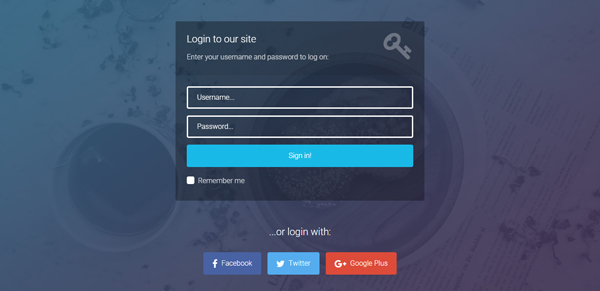 Login to our site
Enter your username and password to log on:
Username...
Password...
Sign in!
Remember me
...or login with:
Facebook
Twitter
Google Plus